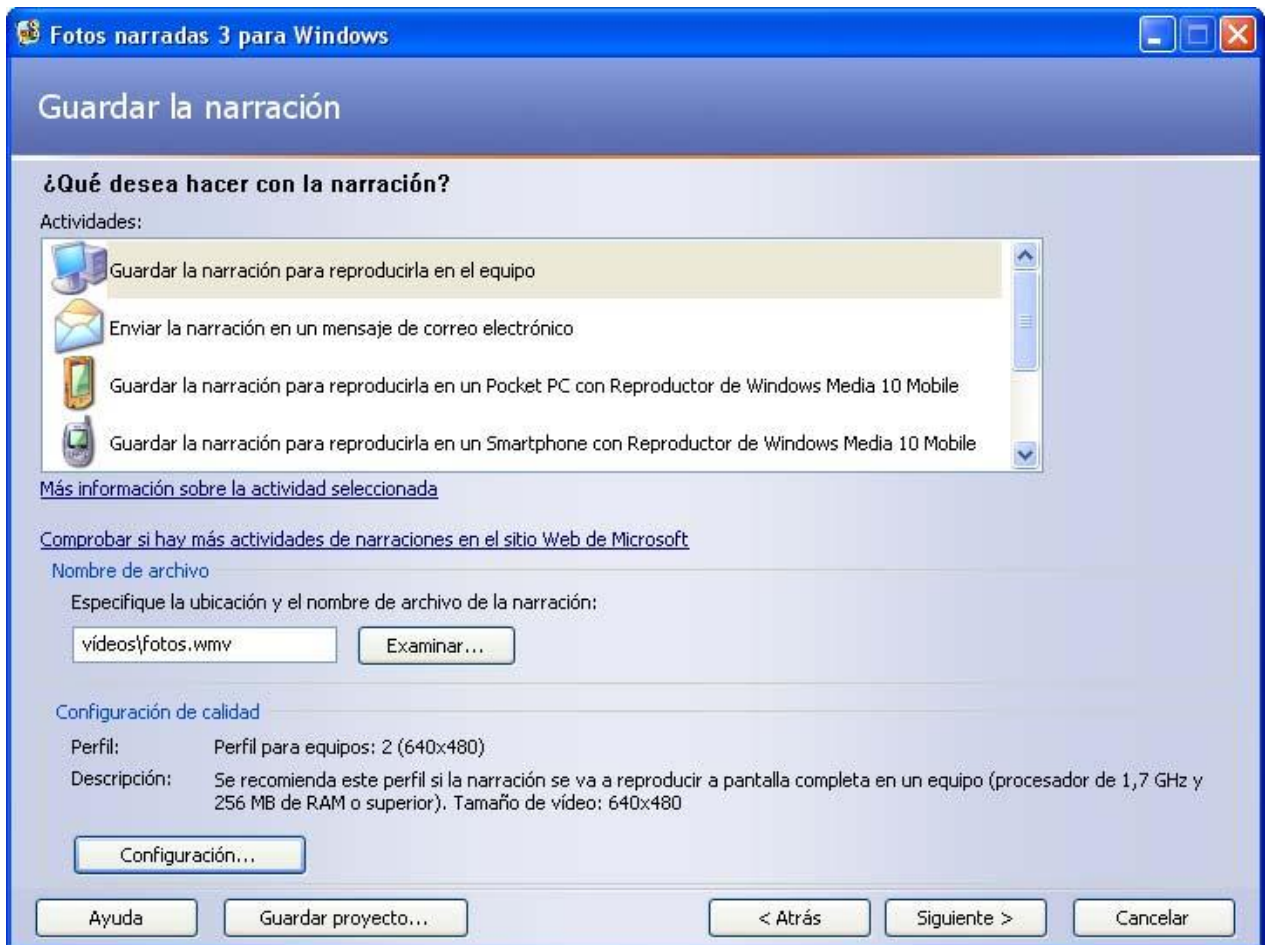 Fotos narradas 3 para Windows
Guardar la narración
¿Qué desea hacer con la narración?
Actividades:
Guardar la narración para reproducirla en el equipo
Enviar la narración en un mensaje de correo electrónico
Guardar la narración para reproducirla en un Pocket PC con Reproductor de Windows Media 10 Mobile
Guardar la narración para reproducirla en un Smartphone con Reproductor de Windows Media 10 Mobile
Más información sobre la actividad seleccionada
Comprobar si hay más actividades de narraciones en el sitio Web de Microsoft
Nombre de archivo
Especifique la ubicación y el nombre de archivo de la narración:
vídeos\fotos.wmv
Examinar...
Configuración de calidad
Perfil: Perfil para equipos: 2 (640x480)
Descripción: Se recomienda este perfil si la narración se va a reproducir a pantalla completa en un equipo (procesador de 1,7 GHz y
256 MB de RAM o superior). Tamaño de vídeo: 640x480
Configuración...
Ayuda Guardar proyecto... < Atrás Siguiente > Cancelar